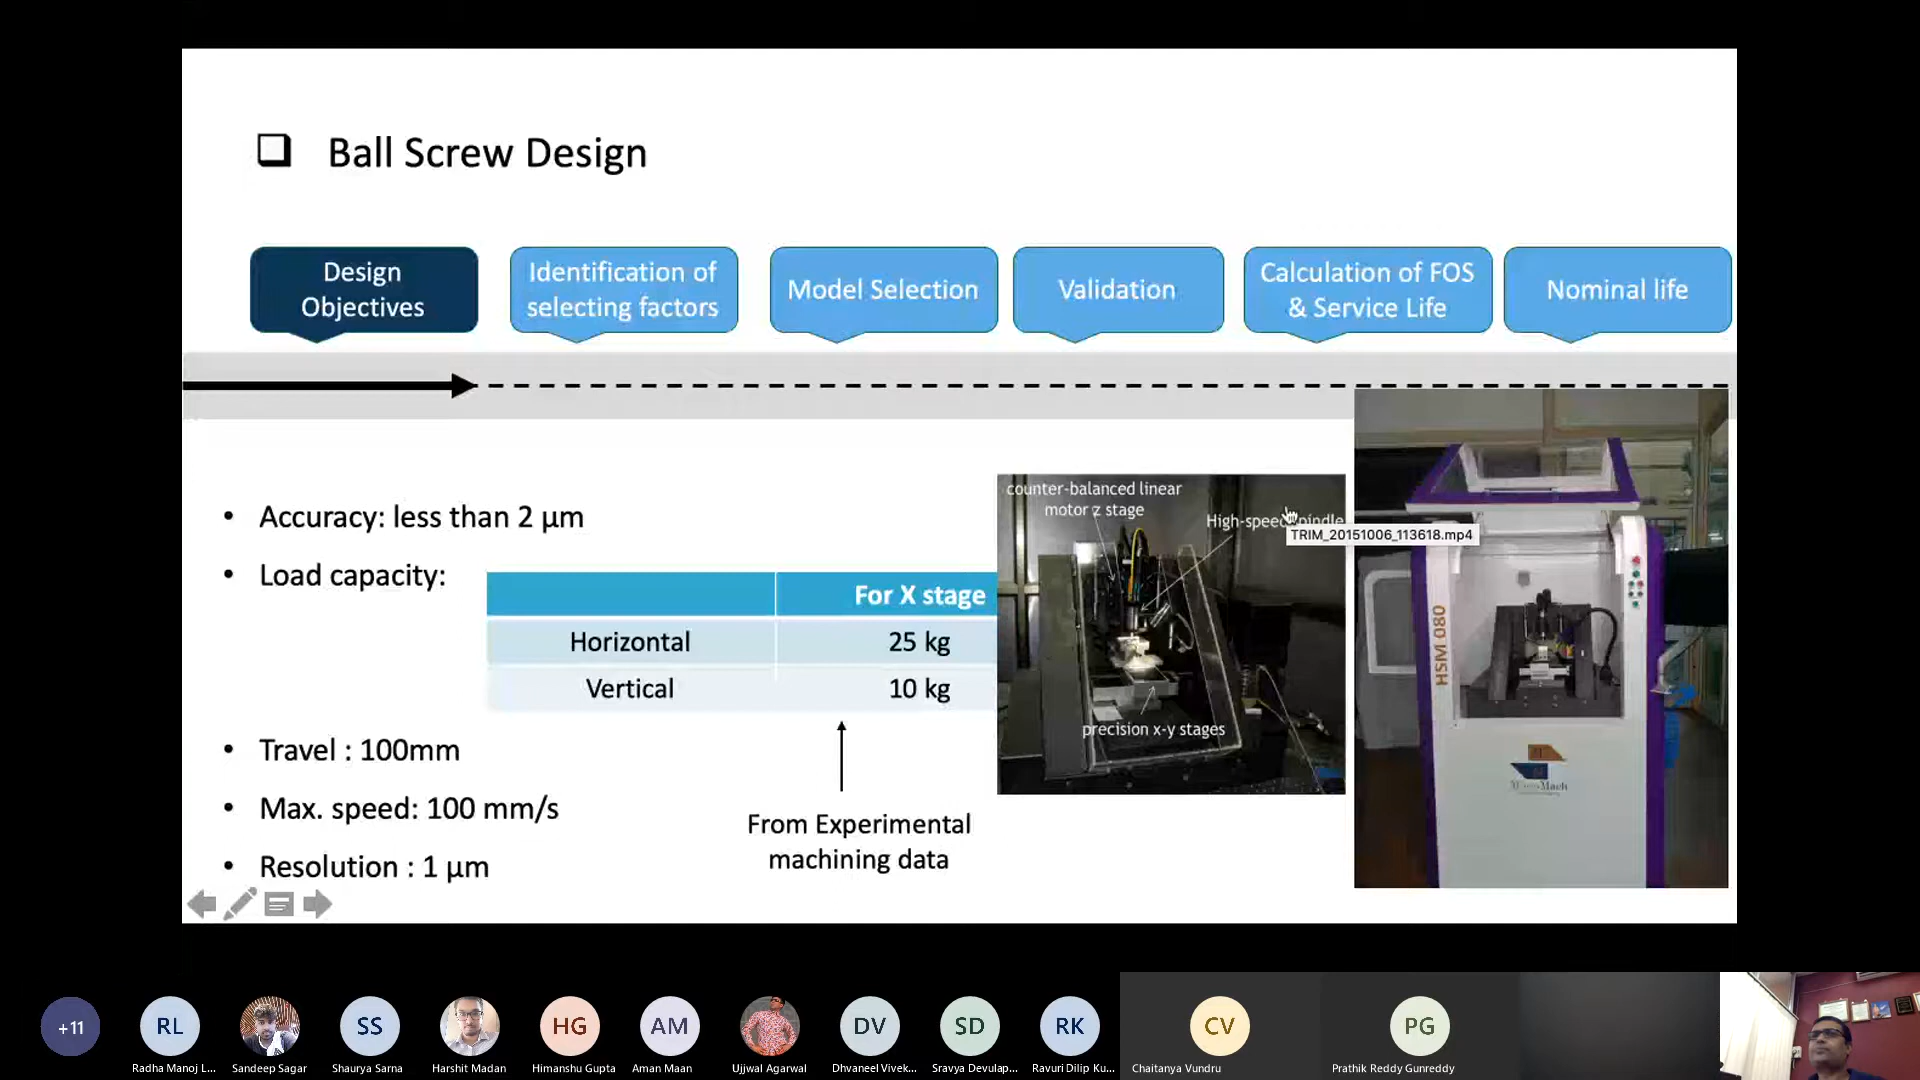 Ball Screw Design
Design
Objectives
Identification of
selecting factors
Model Selection
Validation
Calculation of FOS
& Service Life
Nominal life
• Accuracy: less than 2 µm
• Load capacity:
For X stage
Horizontal 25 kg
Vertical 10 kg
• Travel : 100mm
• Max. speed: 100 mm/s
• Resolution : 1 µm
From Experimental
machining data
counter-balanced linear
motor z stage
High-speed spindle
TRIM_20151006_113618.mp4
precision x-y stages
HSM 080
+11
RL
SS
HG
AM
DV
SD
RK
CV
PG
Radha Manoj L...
Sandeep Sagar
Shaurya Sarna
Harshit Madan
Himanshu Gupta
Aman Maan
Ujjwal Agarwal
Dhvaneel Vivek...
Sravya Devulap...
Ravuri Dilip Ku...
Chaitanya Vundru
Prathik Reddy Gunreddy